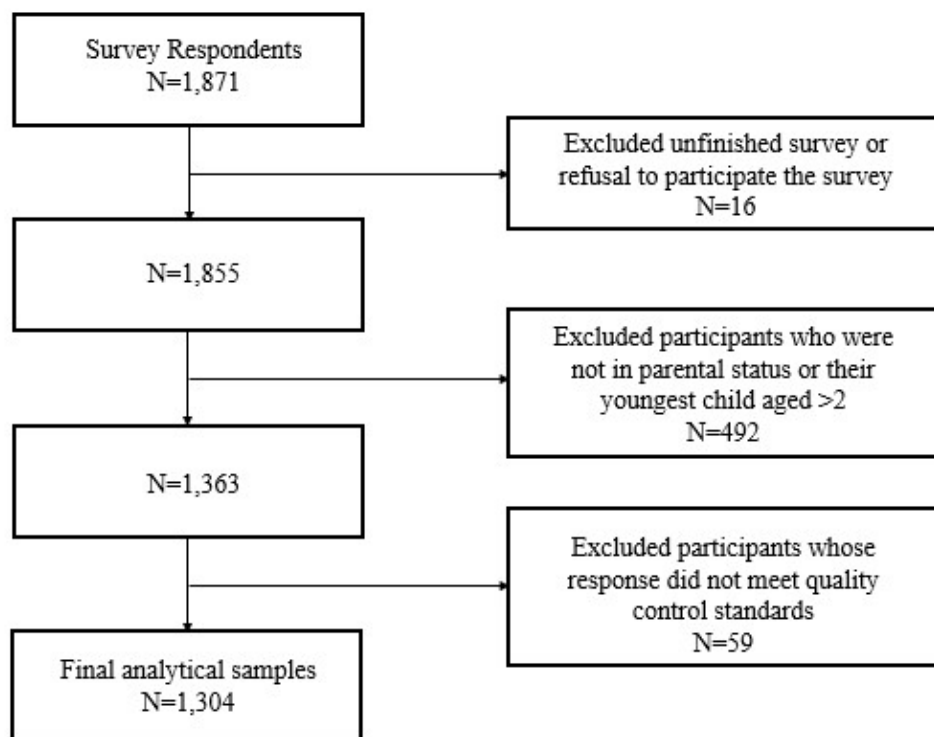 Survey Respondents
N=1,871
Excluded unfinished survey or
refusal to participate the survey
N=16
N=1,855
Excluded participants who were
not in parental status or their
youngest child aged >2
N=492
N=1,363
Excluded participants whose
response did not meet quality
control standards
N=59
Final analytical samples
N=1,304